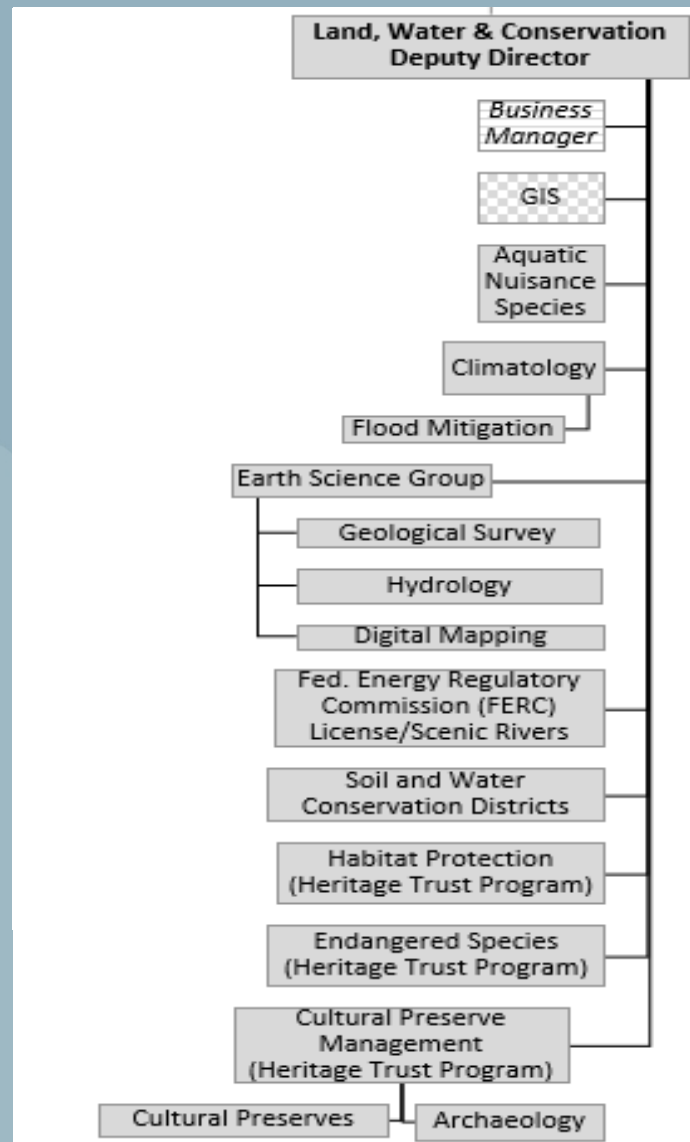 Land, Water & Conservation
Deputy Director
Business
Manager
GIS
Aquatic
Nuisance
Species
Climatology
Flood Mitigation
Earth Science Group
Geological Survey
Hydrology
Digital Mapping
Fed. Energy Regulatory
Commission (FERC)
License/Scenic Rivers
Soil and Water
Conservation Districts
Habitat Protection
(Heritage Trust Program)
Endangered Species
(Heritage Trust Program)
Cultural Preserve
Management
(Heritage Trust Program)
Cultural Preserves
Archaeology